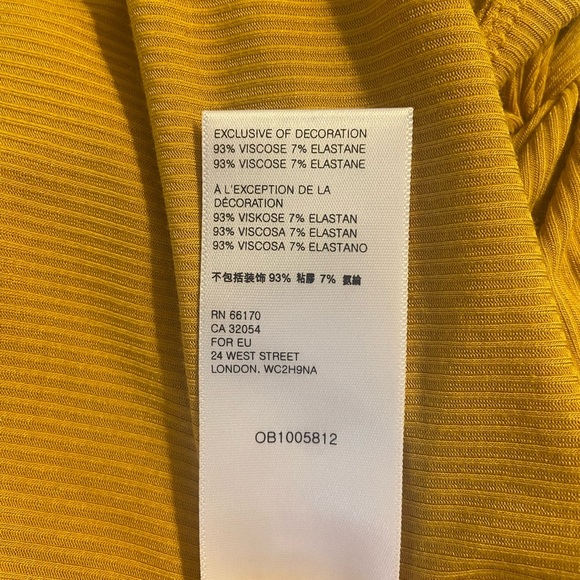 EXCLUSIVE OF DECORATION
93% VISCOSE 7% ELASTANE
93% VISCOSE 7% ELASTANE
À L'EXCEPTION DE LA
DÉCORATION
93% VISKOSE 7% ELASTAN
93% VISCOSA 7% ELASTAN
93% VISCOSA 7% ELASTANO
不包括装饰 93% 粘膠 7% 氨綸
RN 66170
CA 32054
FOR EU
24 WEST STREET
LONDON, WC2H9NA
OB1005812